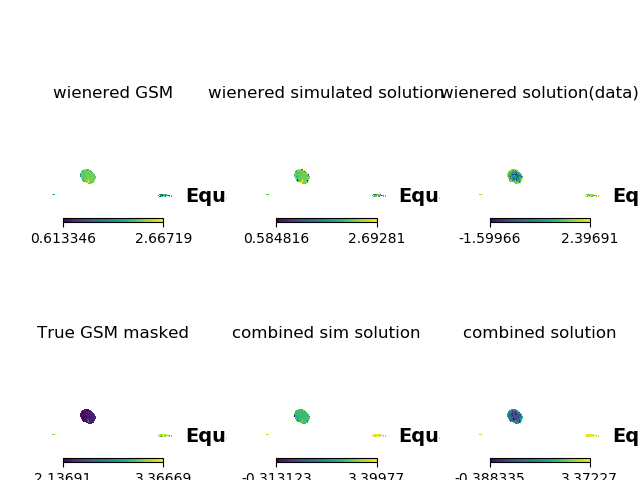 wienered GSM
wienered simulated solution
wienered solution(data)
Equ
Equ
Eq
0.613346 2.66719
0.584816 2.69281
-1.59966 2.39691
True GSM masked
combined sim solution
combined solution
Equ
Equ
Eq
2.13691 3.36669
-0.313123 3.39977
-0.388335 3.37227